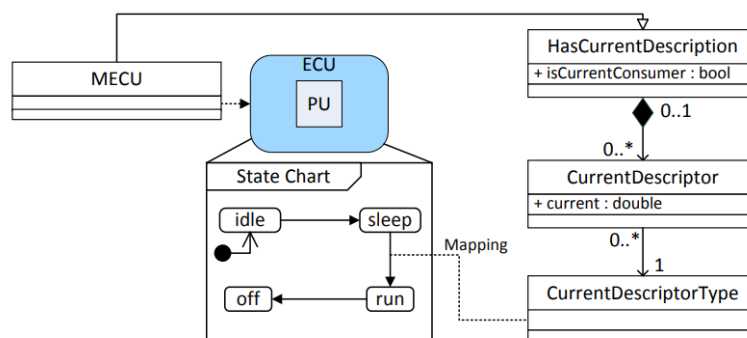 HasCurrentDescription
+ isCurrentConsumer : bool
MECU
ECU
PU
0..1
0..*
State Chart
CurrentDescriptor
+ current : double
idle
sleep
0..*
Mapping
1
off
run
CurrentDescriptorType